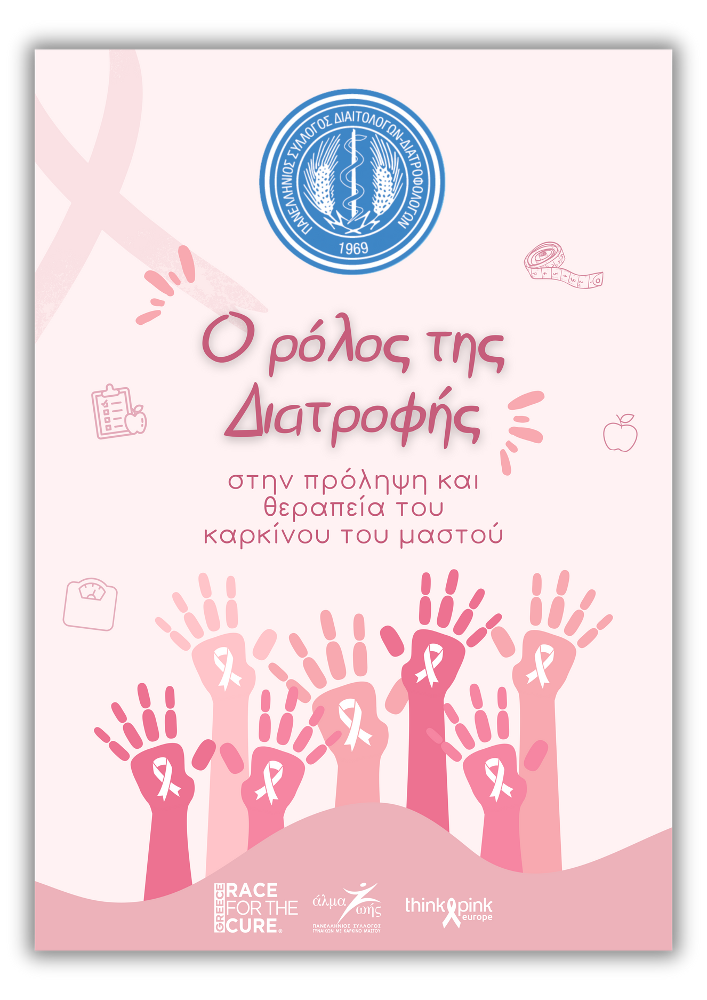 ΠΑΝΕΛΛΗΝΙΟΣ ΣΥΛΛΟΓΟΣ ΔΙΑΙΤΟΛΟΓΩΝ-ΔΙΑΤΡΟΦΟΛΟΓΩΝ
1969
Ο ρόλος της
Διατροφής
στην πρόληψη και
θεραπεία του
καρκίνου του μαστού
GREECE
RACE
FOR THE
CURE®
άλμα
ζωής
ΠΑΝΕΛΛΗΝΙΟΣ ΣΥΛΛΟΓΟΣ
ΓΥΝΑΙΚΩΝ ΜΕ ΚΑΡΚΙΝΟ ΜΑΣΤΟΥ
think pink
europe